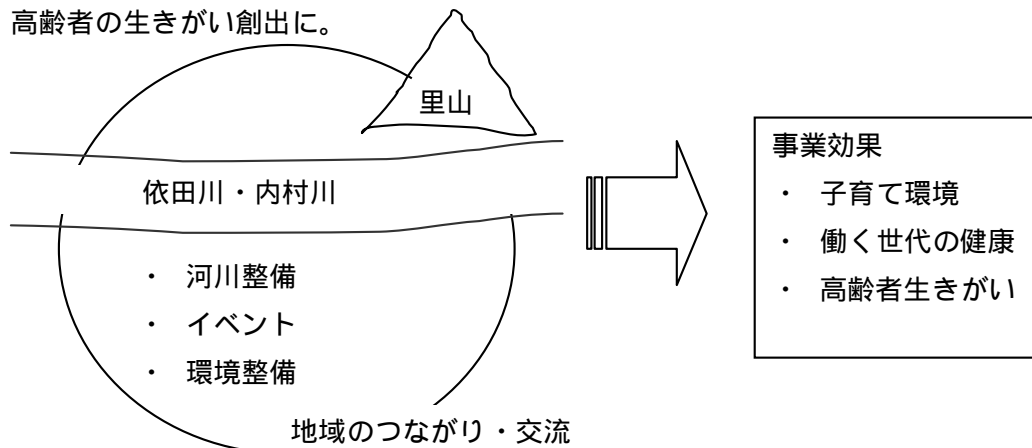 高齢者の生きがい創出に。
里山
依田川・内村川
・ 河川整備
・ イベント
・ 環境整備
地域のつながり・交流
事業効果
・ 子育て環境
・ 働く世代の健康
・ 高齢者生きがい